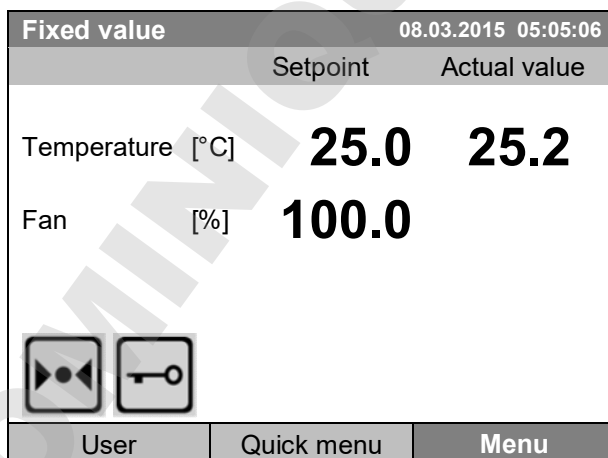 Fixed value 08.03.2015 05:05:06
Setpoint Actual value
Temperature [°C] 25.0 25.2
Fan [%] 100.0
User Quick menu Menu